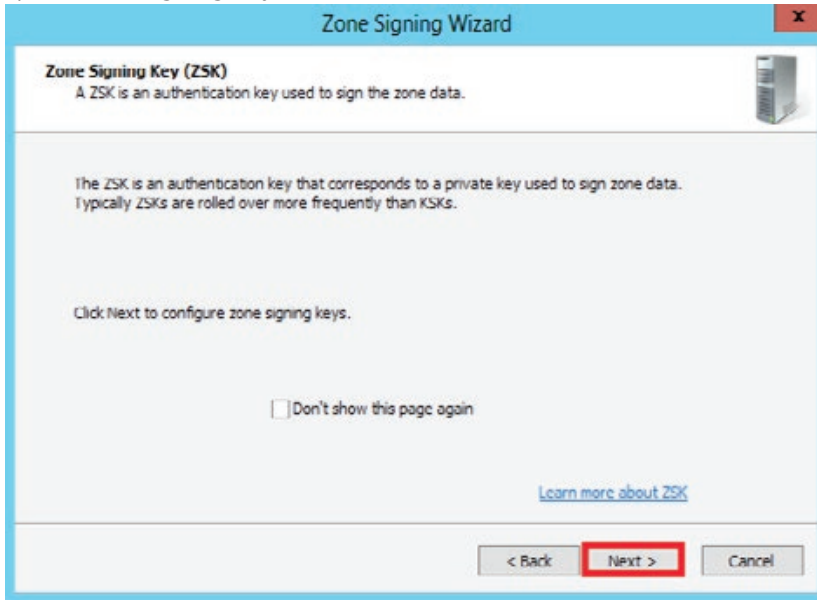 Zone Signing Wizard
x
Zone Signing Key (ZSK)
A ZSK is an authentication key used to sign the zone data.
The ZSK is an authentication key that corresponds to a private key used to sign zone data.
Typically ZSKs are rolled over more frequently than KSKs.
Click Next to configure zone signing keys.
Don't show this page again
Learn more about ZSK
< Back Next > Cancel